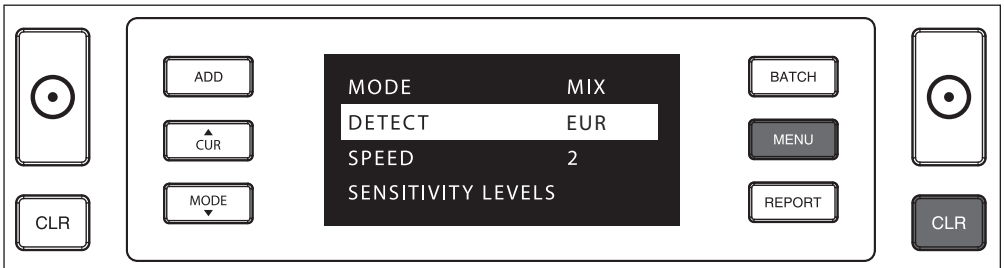 ADD
CUR
MODE
CLR
MODE MIX
DETECT EUR
SPEED 2
SENSITIVITY LEVELS
BATCH
MENU
REPORT
CLR